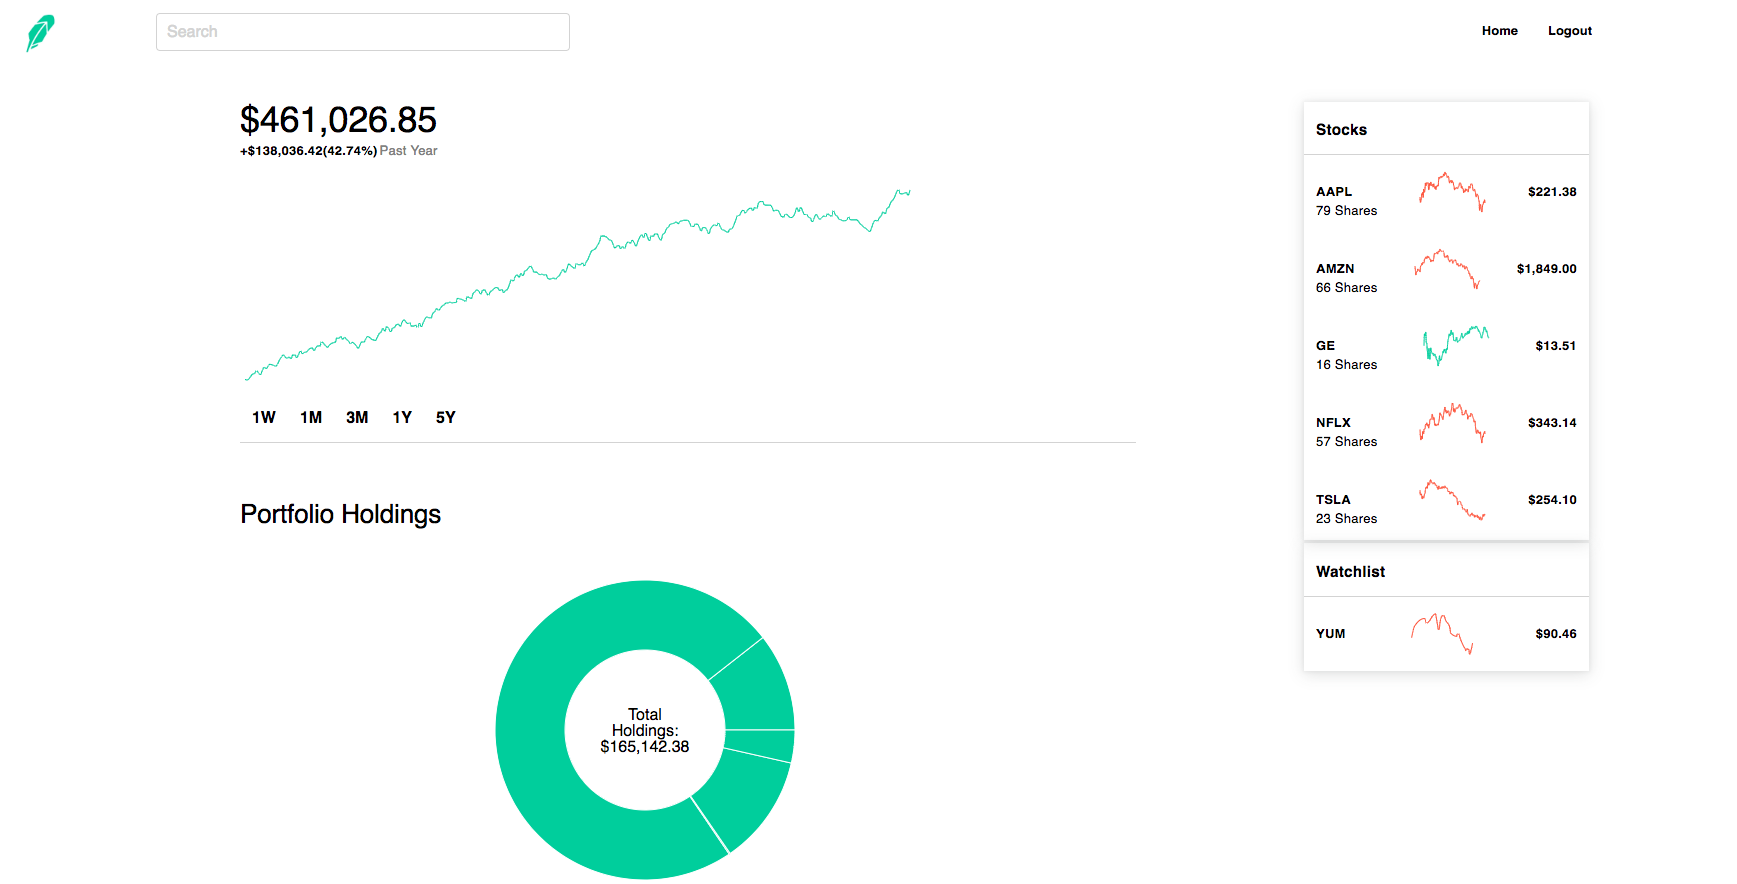 Search
Home
Logout
$461,026.85
+$138,036.42(42.74%) Past Year
1W 1M 3M 1Y 5Y
Portfolio Holdings
Total
Holdings:
$165,142.38
Stocks
AAPL
79 Shares
$221.38
AMZN
66 Shares
$1,849.00
GE
16 Shares
$13.51
NFLX
57 Shares
$343.14
TSLA
23 Shares
$254.10
Watchlist
YUM
$90.46